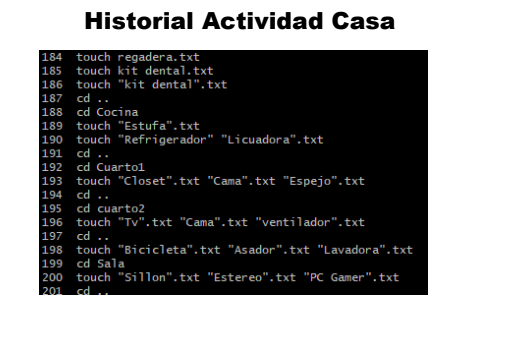 Historial Actividad Casa
184 touch regadera.txt
185 touch kit dental.txt
186 touch "kit dental".txt
187 cd ..
188 cd Cocina
189 touch "Estufa".txt
190 touch "Refrigerador" "Licuadora".txt
191 cd ..
192 cd Cuarto1
193 touch "Closet".txt "Cama".txt "Espejo".txt
194 cd ..
195 cd cuarto2
196 touch "Tv".txt "Cama".txt "ventilador".txt
197 cd ..
198 touch "Bicicleta".txt "Asador".txt "Lavadora".txt
199 cd Sala
200 touch "Sillon".txt "Estereo".txt "PC Gamer".txt
201 cd ..